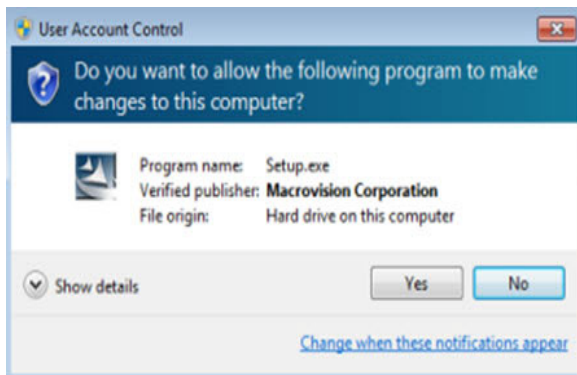 User Account Control
Do you want to allow the following program to make
changes to this computer?
Program name: Setup.exe
Verified publisher: Macrovision Corporation
File origin: Hard drive on this computer
Show details
Yes No
Change when these notifications appear